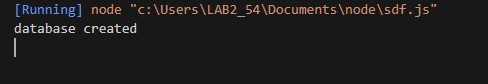 [Running] node "c:\Users\LAB2_54\Documents\node\sdf.js"
database created